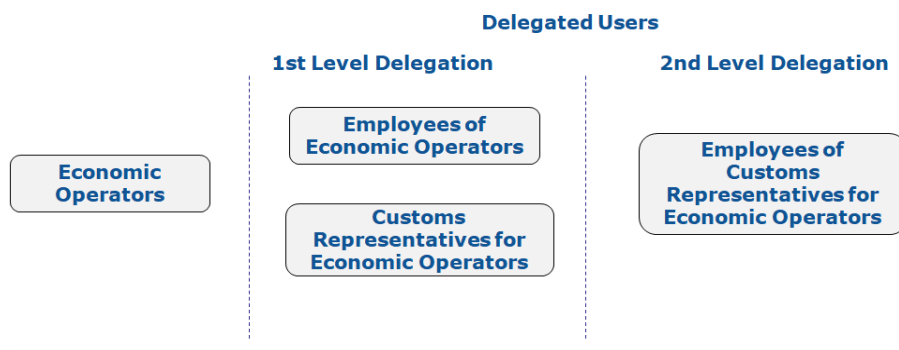 Delegated Users
1st Level Delegation
2nd Level Delegation
Economic
Operators
Employees of
Economic Operators
Customs
Representatives for
Economic Operators
Employees of
Customs
Representatives for
Economic Operators